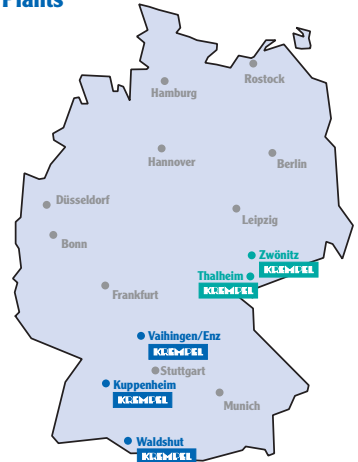 Plants
Rostock
Hamburg
Hannover
Berlin
Düsseldorf
Leipzig
Bonn
Zwönitz
KREMPEL
Thalheim
KREMPEL
Frankfurt
Vaihingen/Enz
KREMPEL
Stuttgart
Kuppenheim
KREMPEL
Munich
Waldshut
KREMPEL